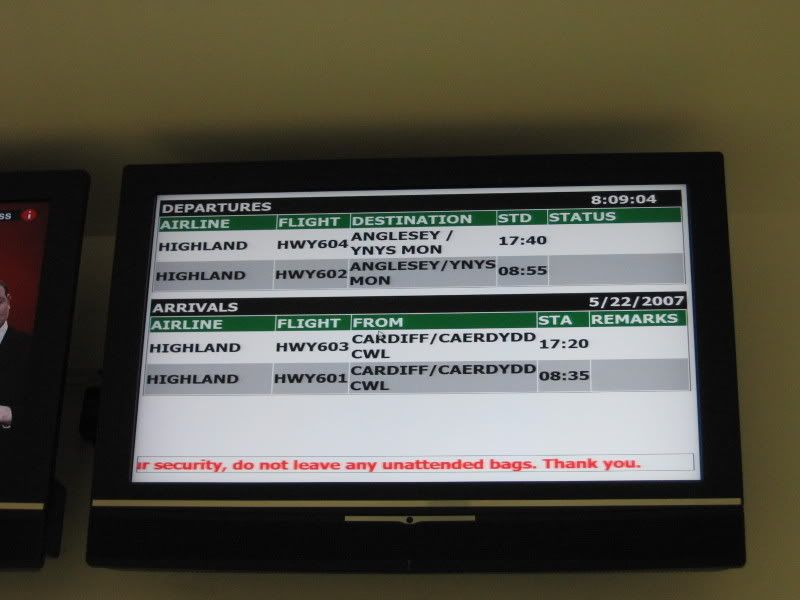 ss i
DEPARTURES 8:09:04
AIRLINE FLIGHT DESTINATION STD STATUS
HIGHLAND HWY604 ANGLESEY / YNYS MON 17:40
HIGHLAND HWY602 ANGLESEY/YNYS MON 08:55
ARRIVALS 5/22/2007
AIRLINE FLIGHT FROM STA REMARKS
HIGHLAND HWY603 CARDIFF/CAERDYDD CWL 17:20
HIGHLAND HWY601 CARDIFF/CAERDYDD CWL 08:35
ur security, do not leave any unattended bags. Thank you.